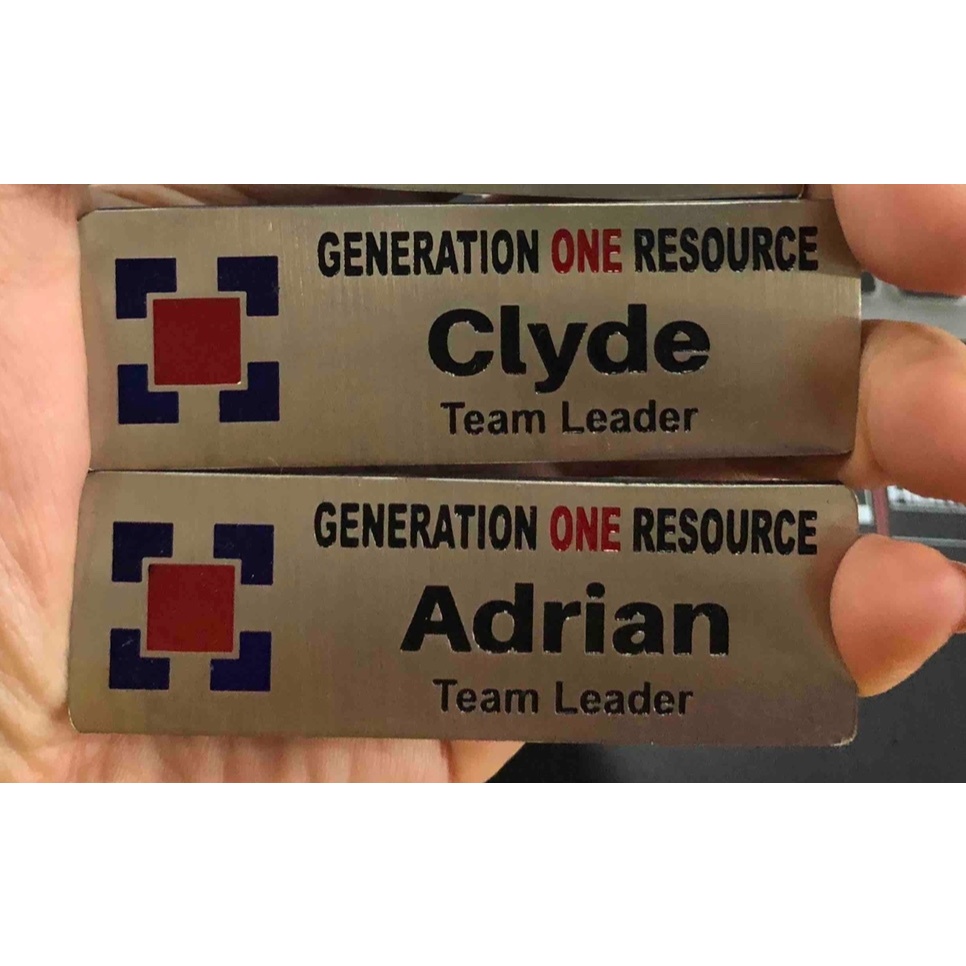 GENERATION ONE RESOURCE
Clyde
Team Leader
GENERATION ONE RESOURCE
Adrian
Team Leader